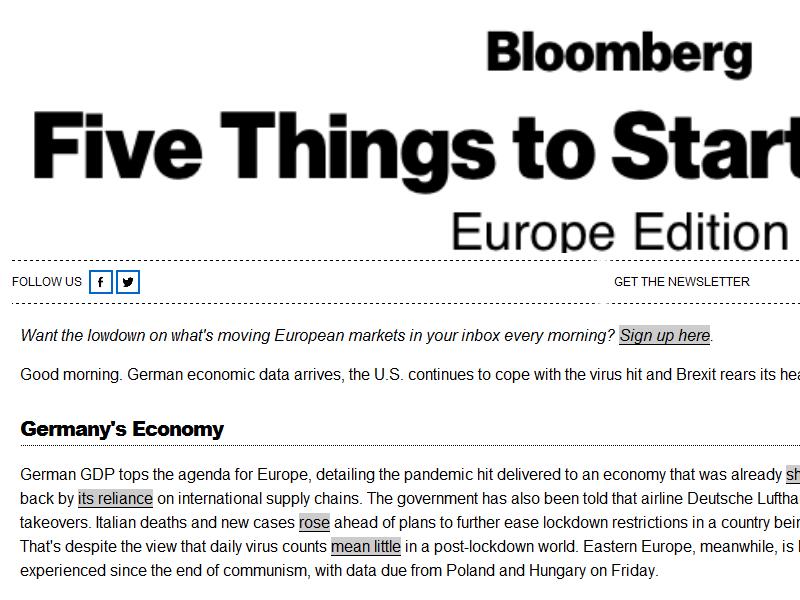 Bloomberg
Five Things to Start
Europe Edition
FOLLOW US
GET THE NEWSLETTER
Want the lowdown on what's moving European markets in your inbox every morning? Sign up here.
Good morning. German economic data arrives, the U.S. continues to cope with the virus hit and Brexit rears its
Germany's Economy
German GDP tops the agenda for Europe, detailing the pandemic hit delivered to an economy that was already
back by its reliance on international supply chains. The government has also been told that airline Deutsche
takeovers. Italian deaths and new cases rose ahead of plans to further ease lockdown restrictions in a country
That's despite the view that daily virus counts mean little in a post-lockdown world. Eastern Europe, meanwhile, is
experienced since the end of communism, with data due from Poland and Hungary on Friday.